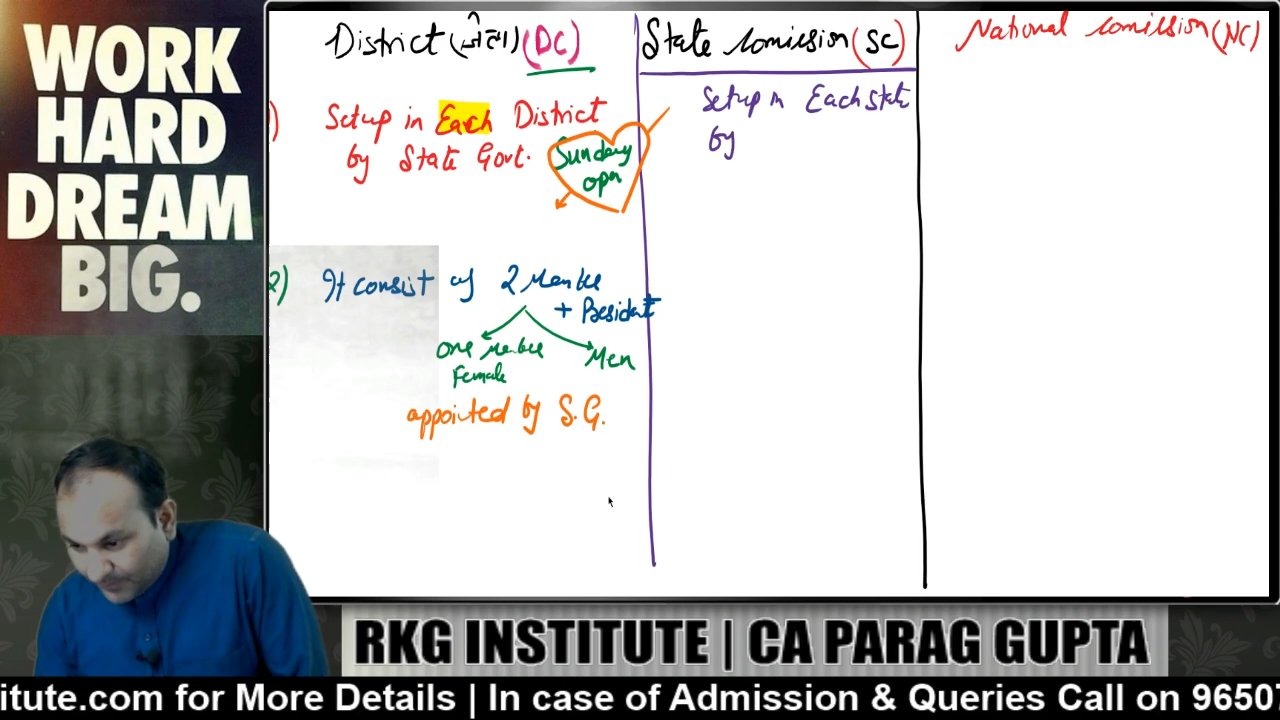 WORK
HARD
DREAM
BIG.
District (जिला) (DC)
State Comission (SC)
National Comission (NC)
) Setup in Each District
by State Govt.
Sunday
open
Setup in Each state
by
2) It consist of 2 Membe
+ President
one Membe
Female
Men
appointed by S.G.
RKG INSTITUTE | CA PARAG GUPTA
itute.com for More Details | In case of Admission & Queries Call on 9650